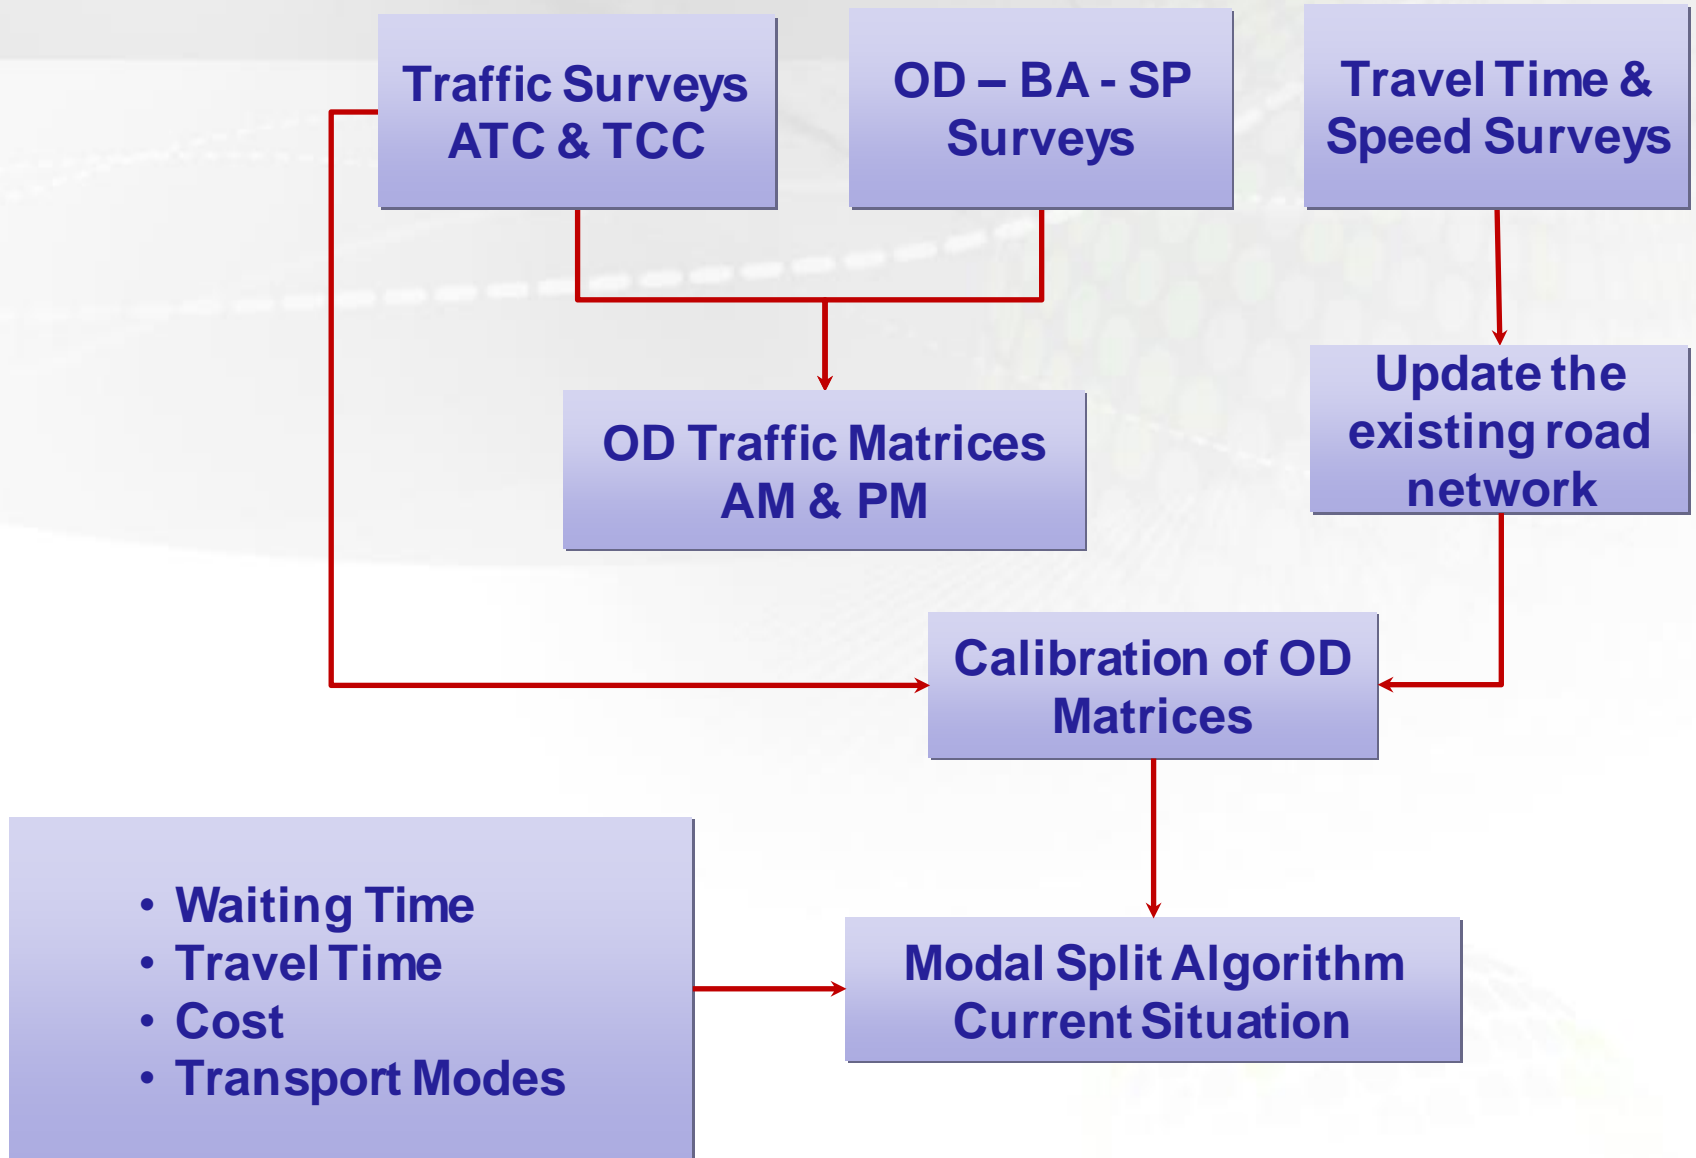 Traffic Surveys
ATC & TCC
OD – BA - SP
Surveys
Travel Time &
Speed Surveys
OD Traffic Matrices
AM & PM
Update the
existing road
network
Calibration of OD
Matrices
• Waiting Time
• Travel Time
• Cost
• Transport Modes
Modal Split Algorithm
Current Situation